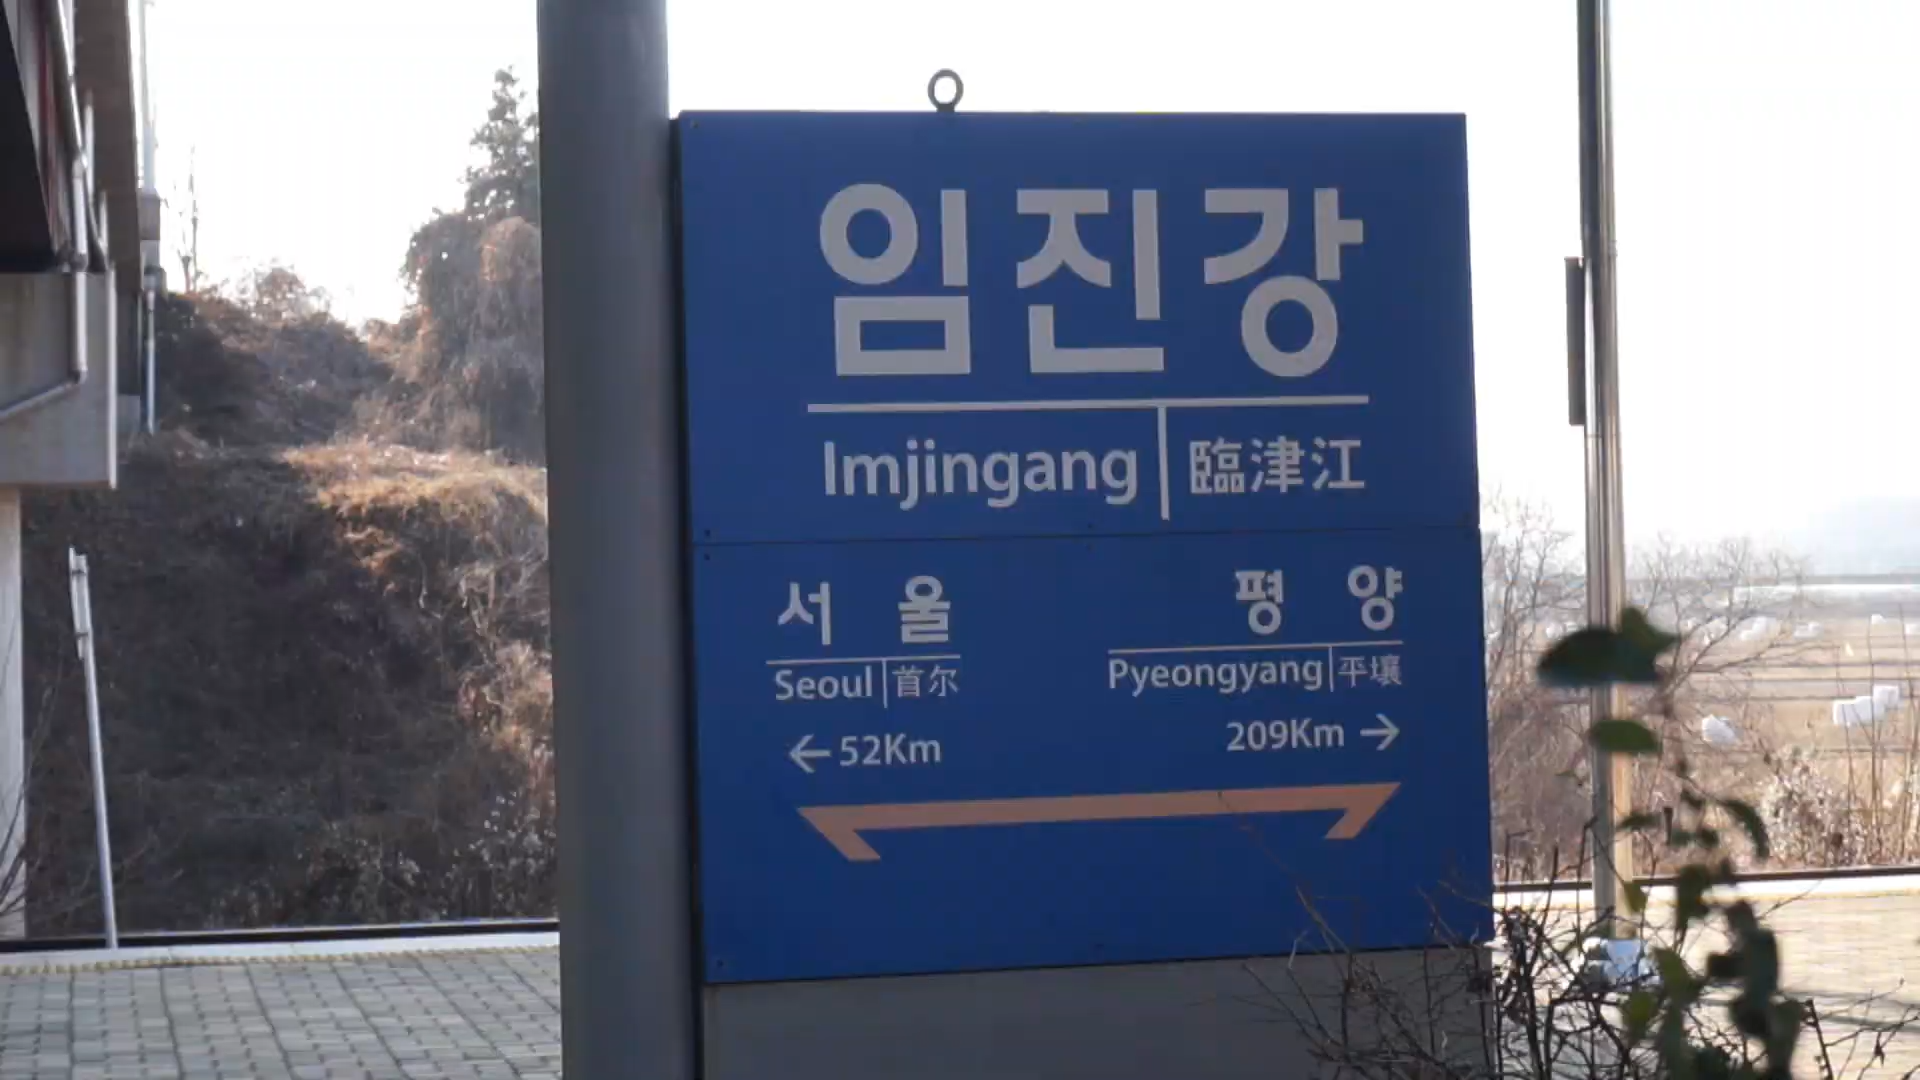 임진강
Imjingang 臨津江
서 울 평 양
Seoul 首尔 Pyeongyang 平壤
←52Km 209Km→